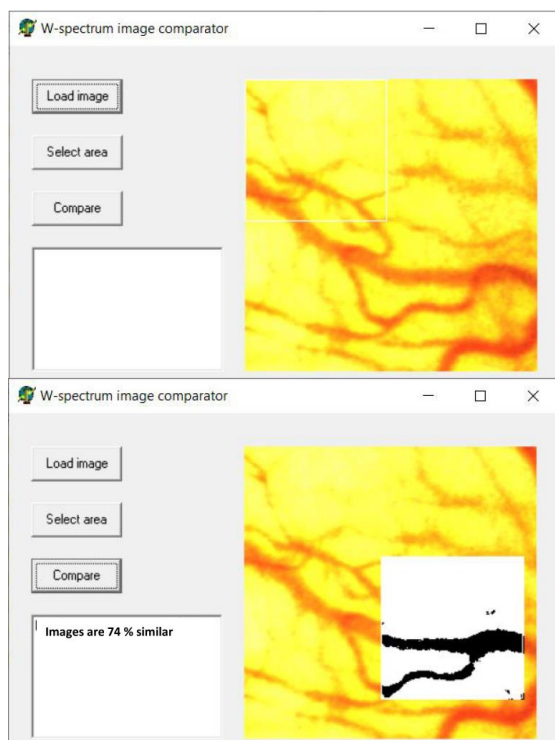 W-spectrum image comparator
Load image
Select area
Compare
W-spectrum image comparator
Load image
Select area
Compare
Images are 74 % similar